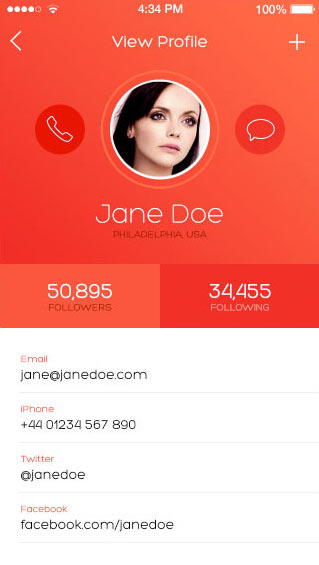 4:34 PM 100%
View Profile
Jane Doe
PHILADELPHIA, USA
50,895 34,455
FOLLOWERS FOLLOWING
Email
jane@janedoe.com
iPhone
+44 01234 567 890
Twitter
@janedoe
Facebook
facebook.com/janedoe